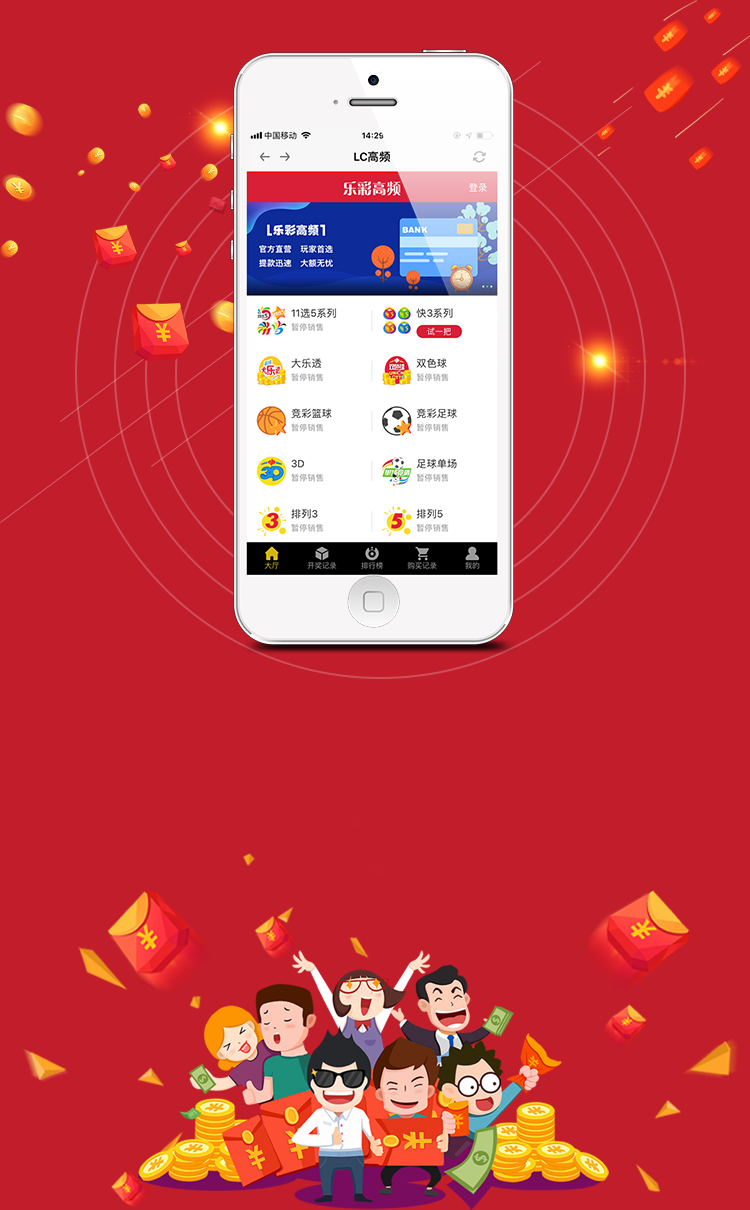 中国移动
14:29
LC高频
乐彩高频
登录
乐彩高频
官方直营 玩家首选
提款迅速 大额无忧
BANK
11选5系列
暂停销售
快3系列
试一把
大乐透
暂停销售
双色球
暂停销售
竞彩篮球
暂停销售
竞彩足球
暂停销售
3D
暂停销售
足球单场
暂停销售
排列3
暂停销售
排列5
暂停销售
大厅
开奖记录
排行榜
购买记录
我的